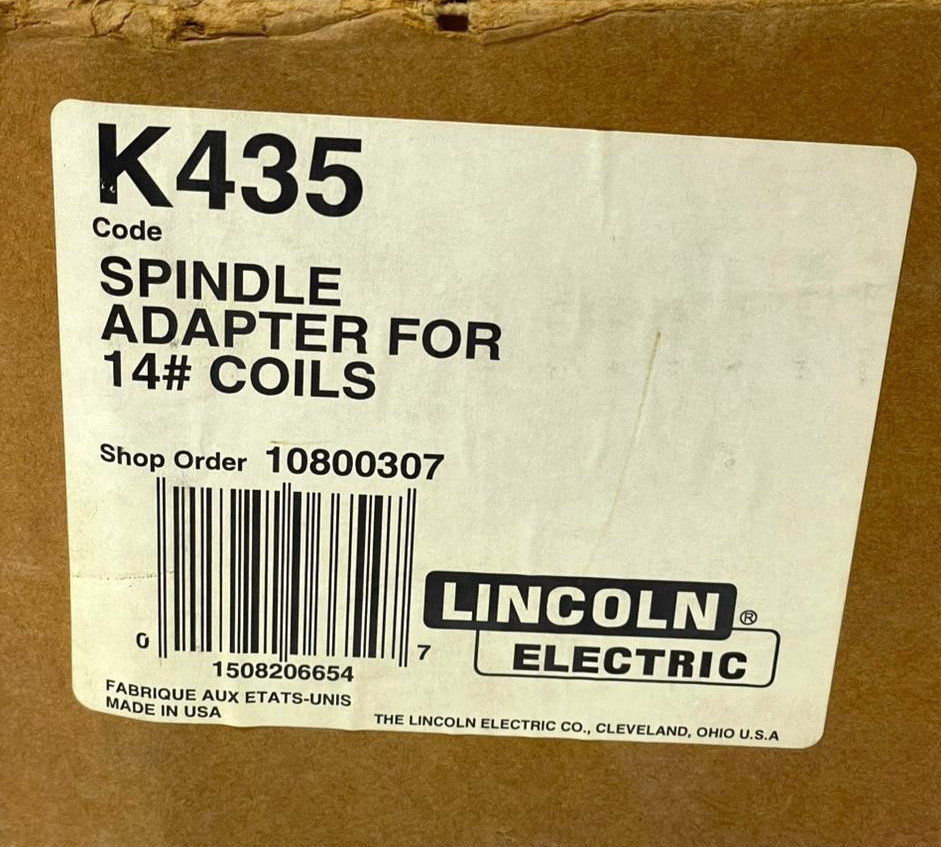 K435
Code
SPINDLE
ADAPTER FOR
14# COILS
Shop Order 10800307
0 1508206654 7
LINCOLN ®
ELECTRIC
FABRIQUE AUX ETATS-UNIS
MADE IN USA
THE LINCOLN ELECTRIC CO., CLEVELAND, OHIO U.S.A